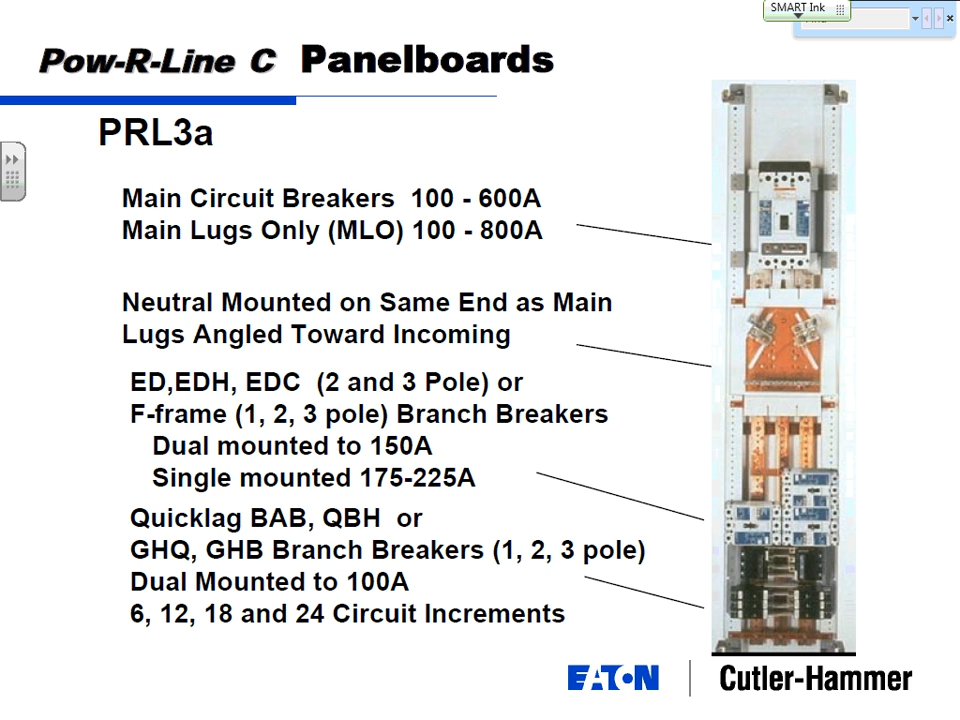 SMART Ink
Pow-R-Line C Panelboards
PRL3a
Main Circuit Breakers 100 - 600A
Main Lugs Only (MLO) 100 - 800A
Neutral Mounted on Same End as Main
Lugs Angled Toward Incoming
ED,EDH, EDC (2 and 3 Pole) or
F-frame (1, 2, 3 pole) Branch Breakers
Dual mounted to 150A
Single mounted 175-225A
Quicklag BAB, QBH or
GHQ, GHB Branch Breakers (1, 2, 3 pole)
Dual Mounted to 100A
6, 12, 18 and 24 Circuit Increments
EATON
Cutler-Hammer